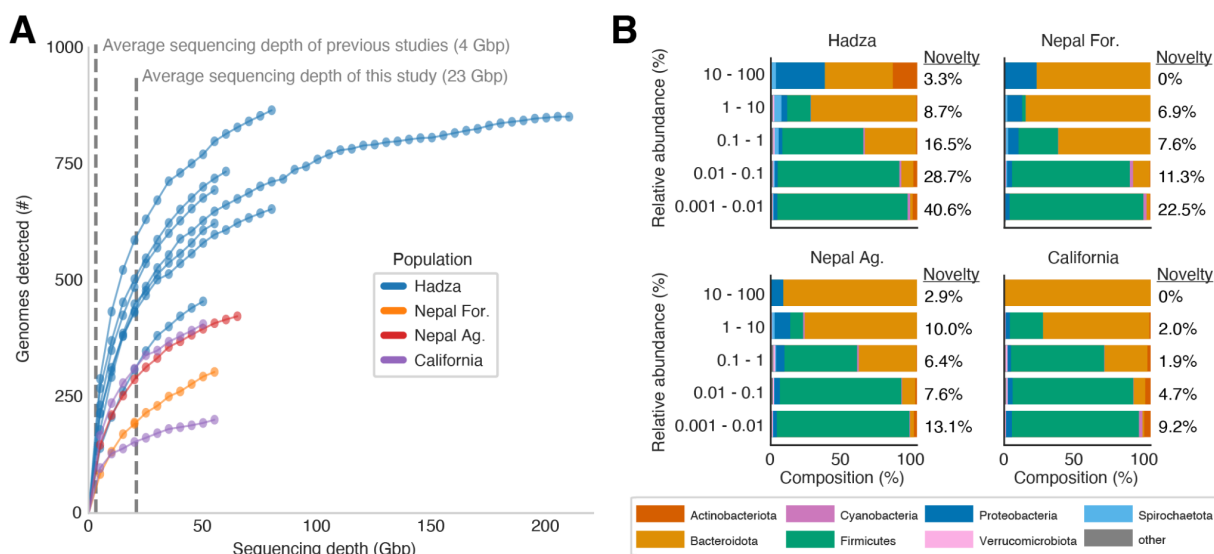 A
1000
Average sequencing depth of previous studies (4 Gbp)
Average sequencing depth of this study (23 Gbp)
750
500
250
0
Genomes detected (#)
Population
Hadza
Nepal For.
Nepal Ag.
California
0
50
100
150
200
Sequencing depth (Gbp)
B
Hadza
Novelty
Relative abundance (%)
10 - 100
3.3%
1 - 10
8.7%
0.1 - 1
16.5%
0.01 - 0.1
28.7%
0.001 - 0.01
40.6%
Nepal For.
Novelty
0%
6.9%
7.6%
11.3%
22.5%
Nepal Ag.
Novelty
Relative abundance (%)
10 - 100
2.9%
1 - 10
10.0%
0.1 - 1
6.4%
0.01 - 0.1
7.6%
0.001 - 0.01
13.1%
0
50
100
Composition (%)
California
Novelty
0%
2.0%
1.9%
4.7%
9.2%
0
50
100
Composition (%)
Actinobacteriota
Cyanobacteria
Proteobacteria
Spirochaetota
Bacteroidota
Firmicutes
Verrucomicrobiota
other